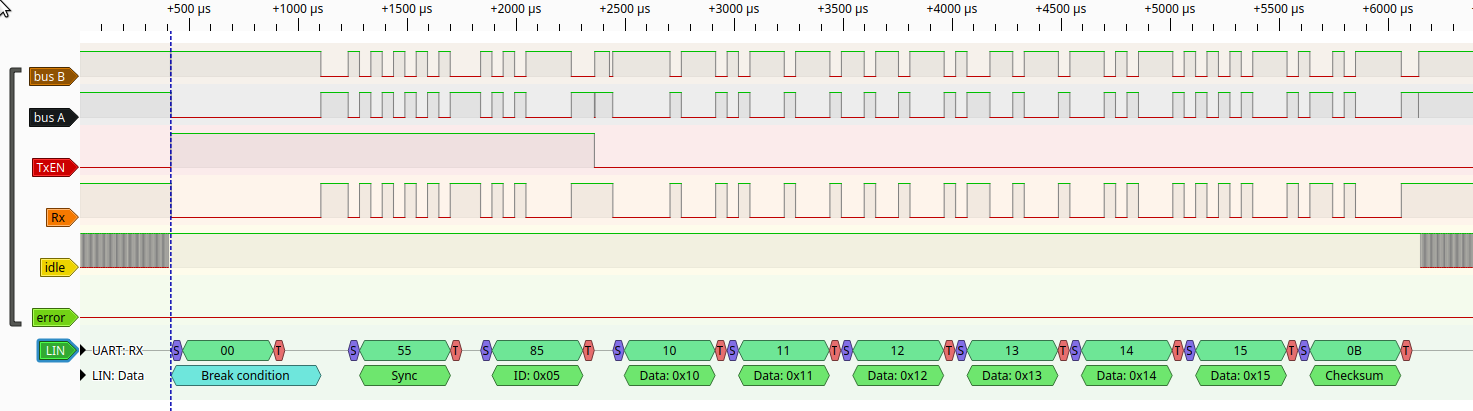 +500 µs +1000 µs +1500 µs +2000 µs +2500 µs +3000 µs +3500 µs +4000 µs +4500 µs +5000 µs +5500 µs +6000 µs
bus B
bus A
TxEN
Rx
idle
error
LIN UART: RX S 00 T S 55 T S 85 T S 10 T S 11 T S 12 T S 13 T S 14 T S 15 T S 0B T
LIN: Data Break condition Sync ID: 0x05 Data: 0x10 Data: 0x11 Data: 0x12 Data: 0x13 Data: 0x14 Data: 0x15 Checksum